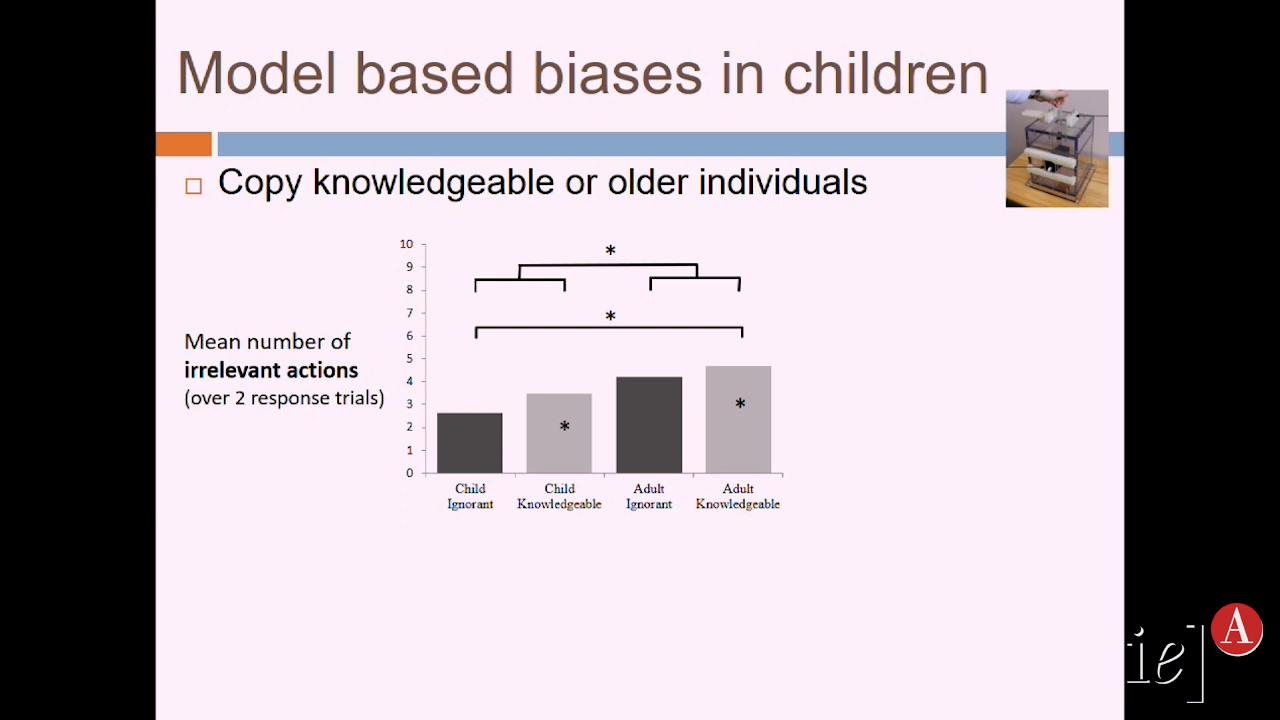 Model based biases in children
Copy knowledgeable or older individuals
Mean number of
irrelevant actions
(over 2 response trials)
10
9
8
7
6
5
4
3
2
1
0
*
*
*
*
Child
Ignorant
Child
Knowledgeable
Adult
Ignorant
Adult
Knowledgeable
ie]
A